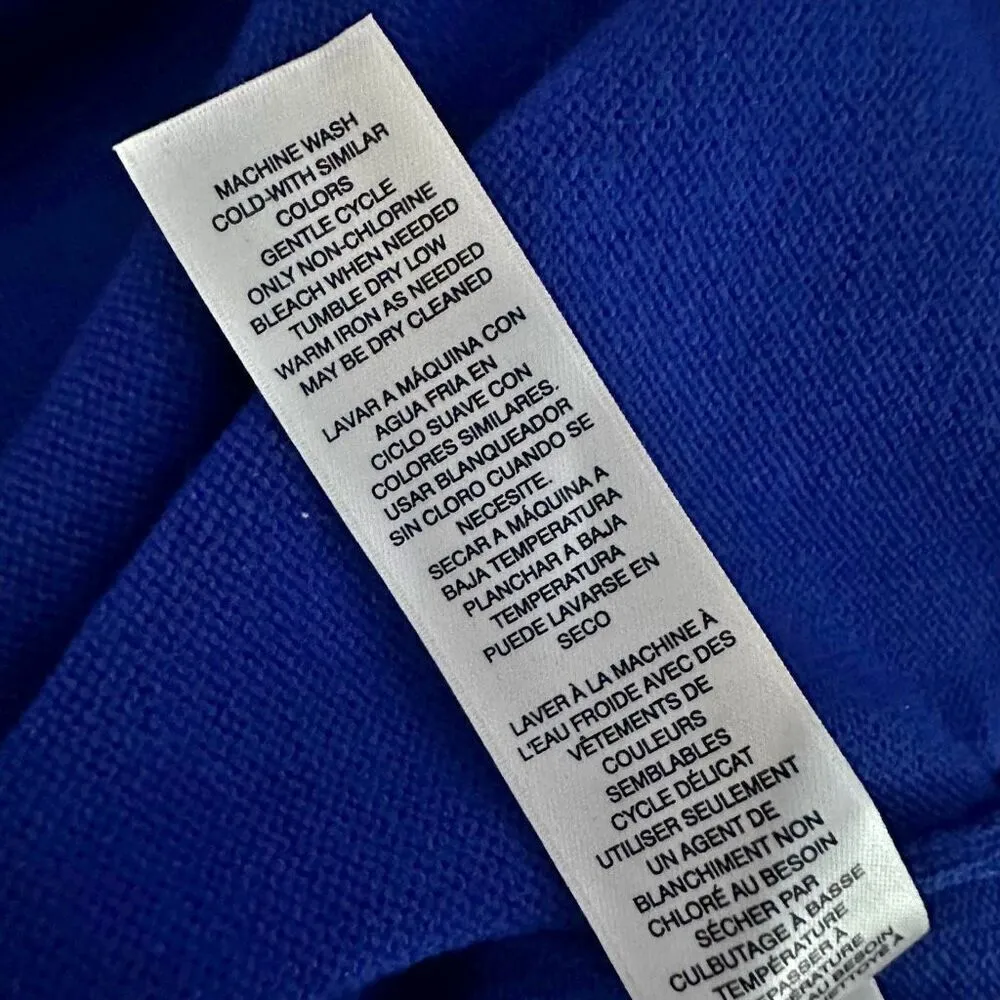 MACHINE WASH
COLD-WITH SIMILAR
COLORS
GENTLE CYCLE
ONLY NON-CHLORINE
BLEACH WHEN NEEDED
TUMBLE DRY LOW
WARM IRON AS NEEDED
MAY BE DRY CLEANED
LAVAR A MÁQUINA CON
AGUA FRIA EN
CICLO SUAVE CON
COLORES SIMILARES.
USAR BLANQUEADOR
SIN CLORO CUANDO SE
NECESITE.
SECAR A MÁQUINA A
BAJA TEMPERATURA
PLANCHAR A BAJA
TEMPERATURA
PUEDE LAVARSE EN
SECO
LAVER À LA MACHINE À
L'EAU FROIDE AVEC DES
VÊTEMENTS DE
COULEURS
SEMBLABLES
CYCLE DÉLICAT
UTILISER SEULEMENT
UN AGENT DE
BLANCHIMENT NON
CHLORÉ AU BESOIN
SÉCHER PAR
CULBUTAGE À BASSE
TEMPÉRATURE
PASSER À
BESOIN